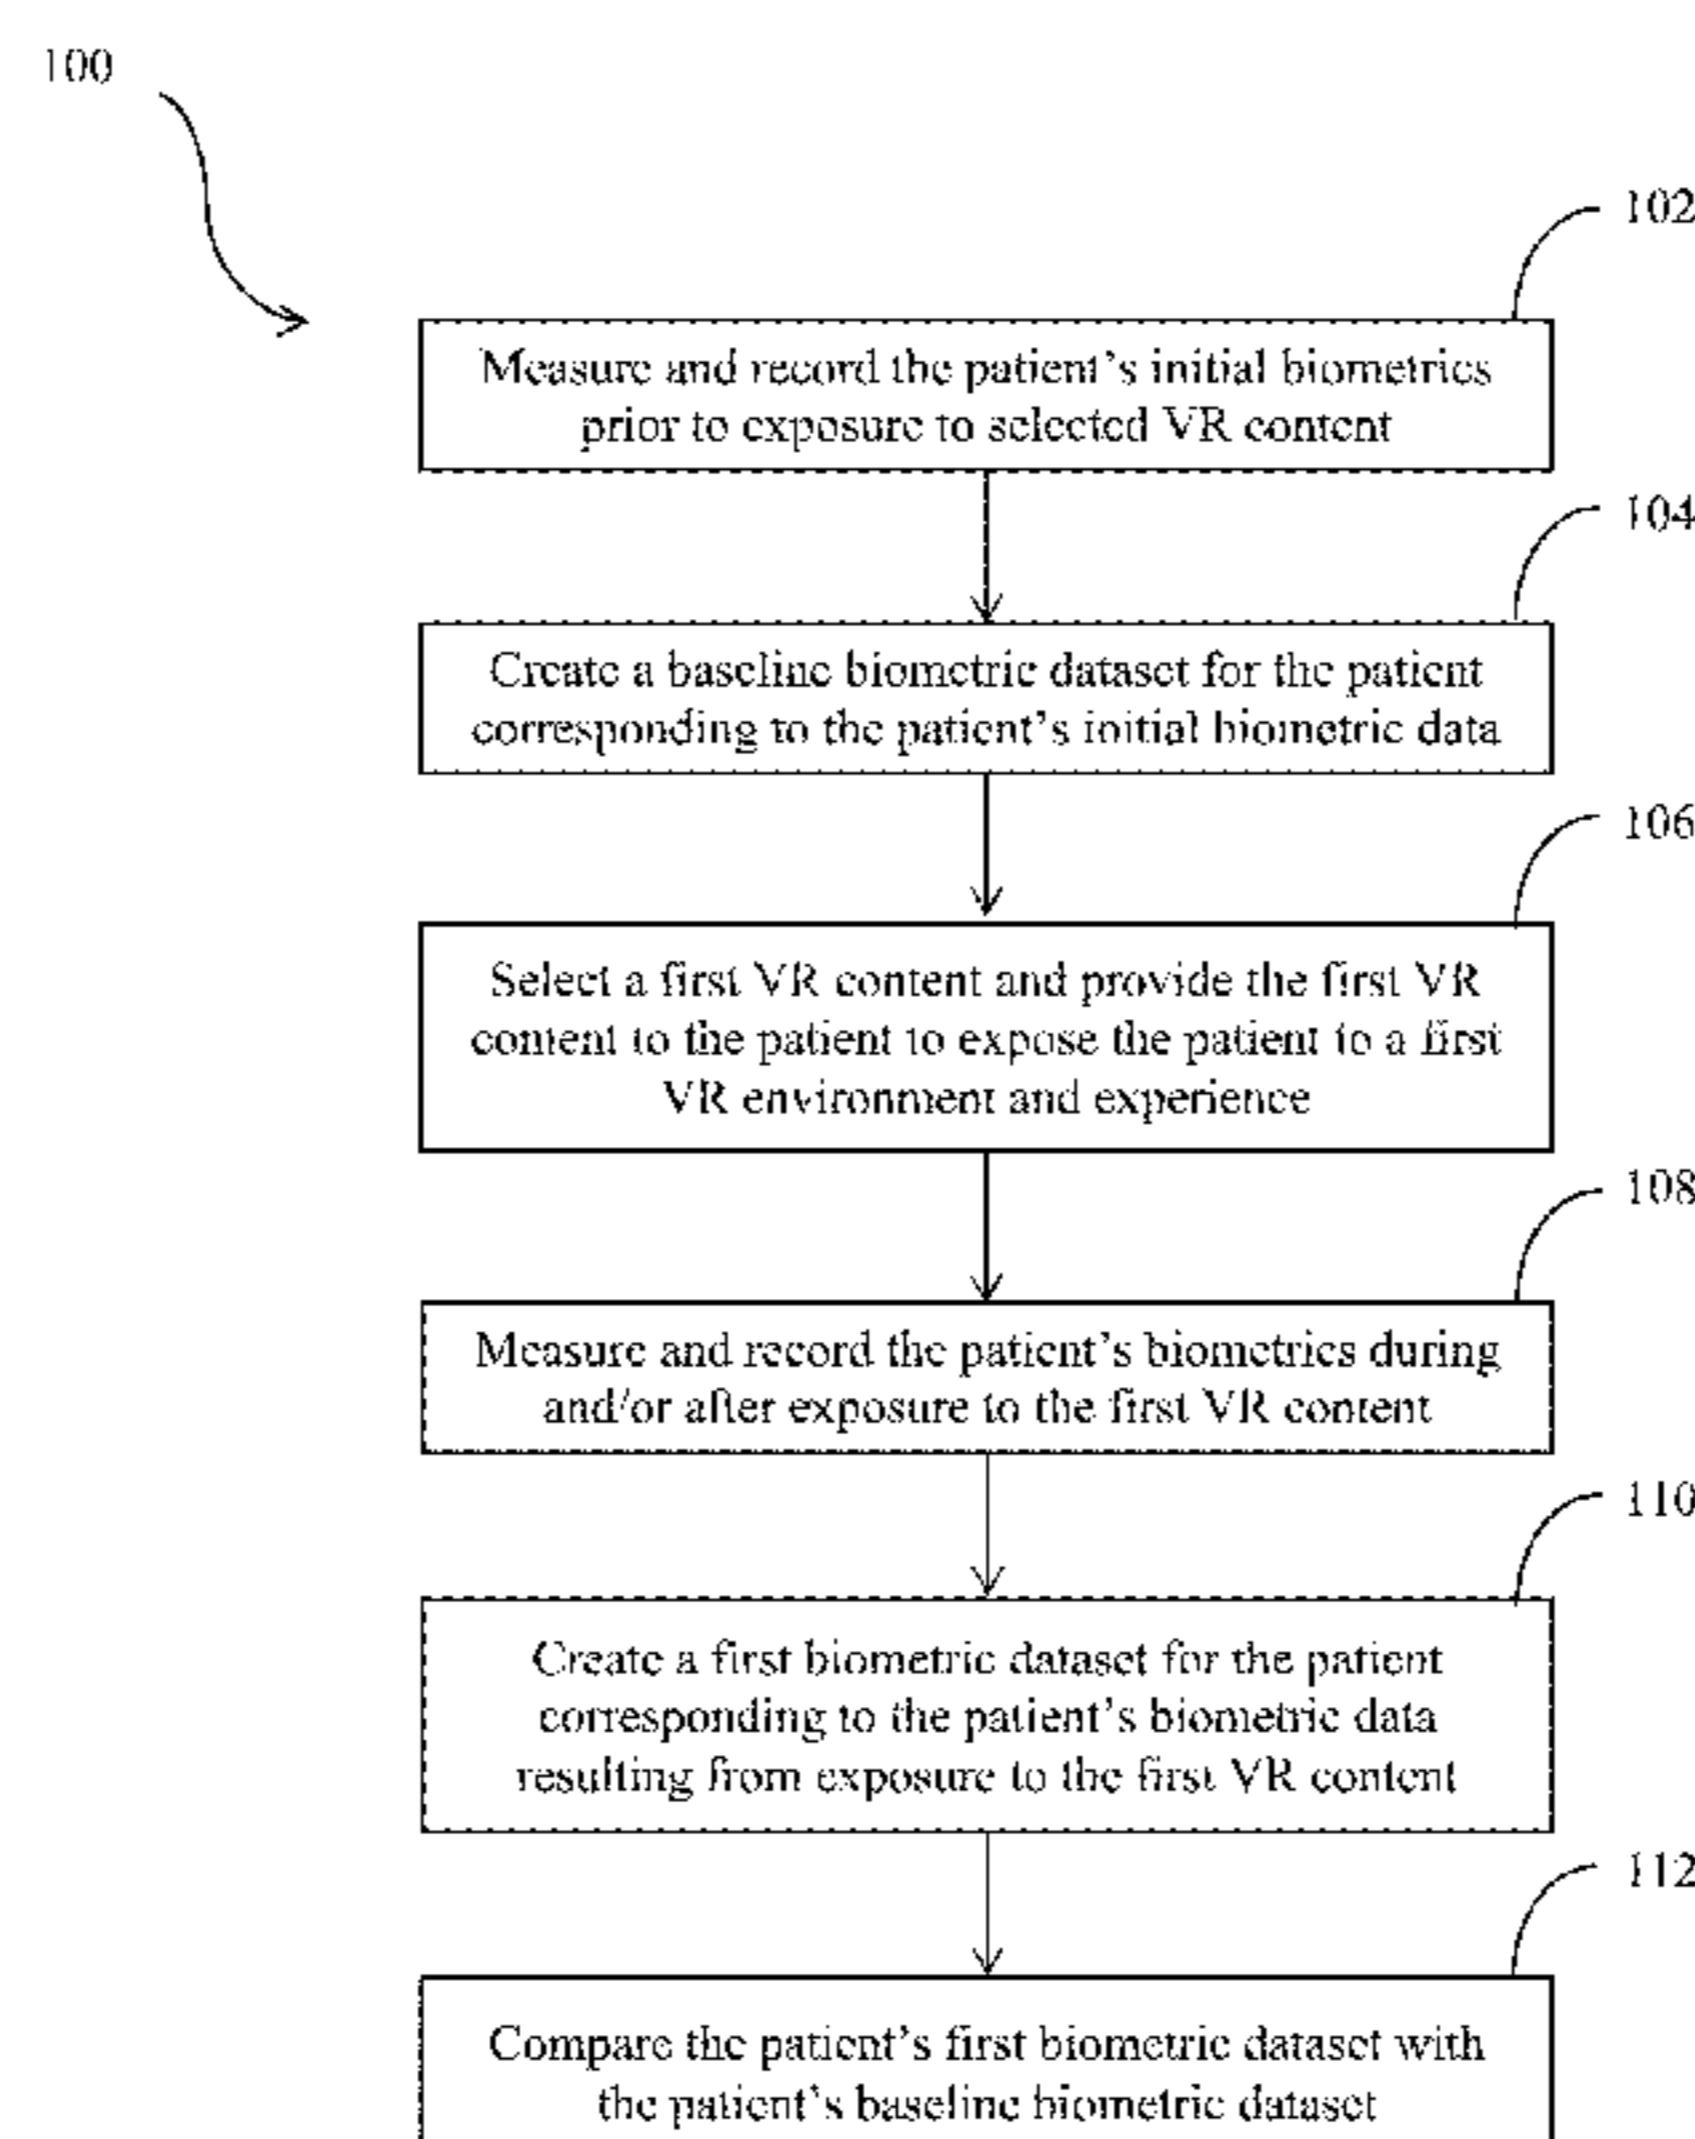 100
102
Measure and record the patient's initial biometrics
prior to exposure to selected VR content
104
Create a baseline biometric dataset for the patient
corresponding to the patient's initial biometric data
106
Select a first VR content and provide the first VR
content to the patient to expose the patient to a first
VR environment and experience
108
Measure and record the patient's biometrics during
and/or after exposure to the first VR content
110
Create a first biometric dataset for the patient
corresponding to the patient's biometric data
resulting from exposure to the first VR content
112
Compare the patient's first biometric dataset with
the patient's baseline biometric dataset